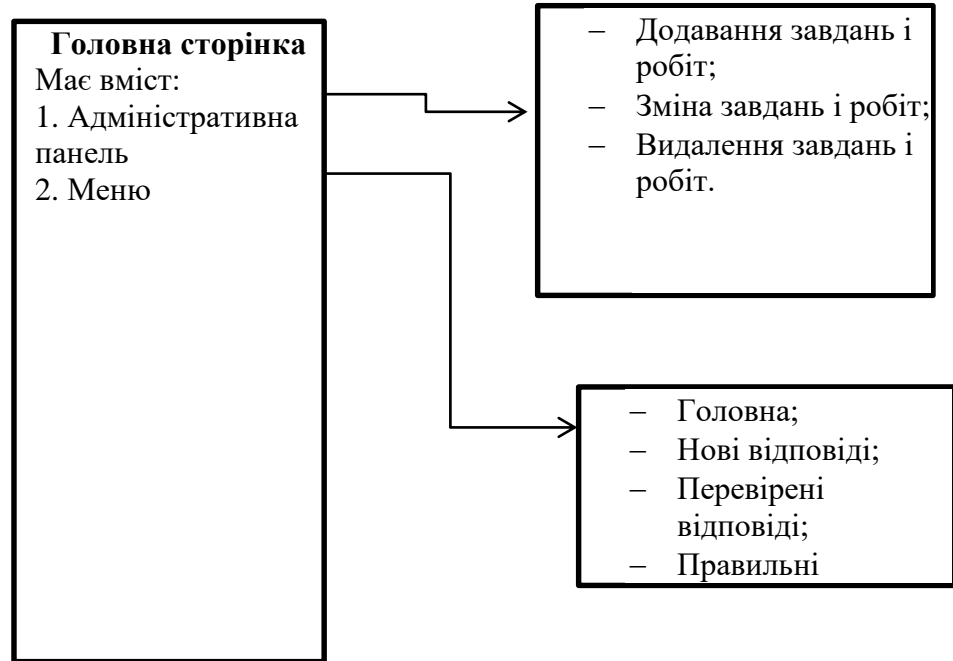 Головна сторінка
Має вміст:
1. Адміністративна
панель
2. Меню
– Додавання завдань і
робіт;
– Зміна завдань і робіт;
– Видалення завдань і
робіт.
– Головна;
– Нові відповіді;
– Перевірені
відповіді;
– Правильні